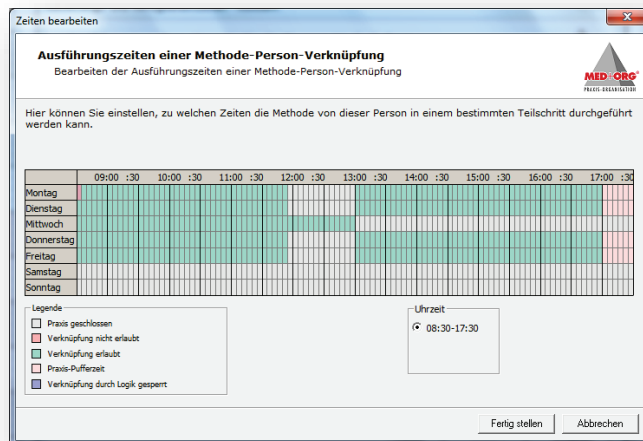 Zeiten bearbeiten
Ausführungszeiten einer Methode-Person-Verknüpfung
Bearbeiten der Ausführungszeiten einer Methode-Person-Verknüpfung
MED-ORG®
PRAXIS-ORGANISATION
Hier können Sie einstellen, zu welchen Zeiten die Methode von dieser Person in einem bestimmten Teilschritt durchgeführt
werden kann.
09:00 :30 10:00 :30 11:00 :30 12:00 :30 13:00 :30 14:00 :30 15:00 :30 16:00 :30 17:00 :30
Montag
Dienstag
Mittwoch
Donnerstag
Freitag
Samstag
Sonntag
Legende
Praxis geschlossen
Verknüpfung nicht erlaubt
Verknüpfung erlaubt
Praxis-Pufferzeit
Verknüpfung durch Logik gesperrt
Uhrzeit
08:30-17:30
Fertig stellen Abbrechen